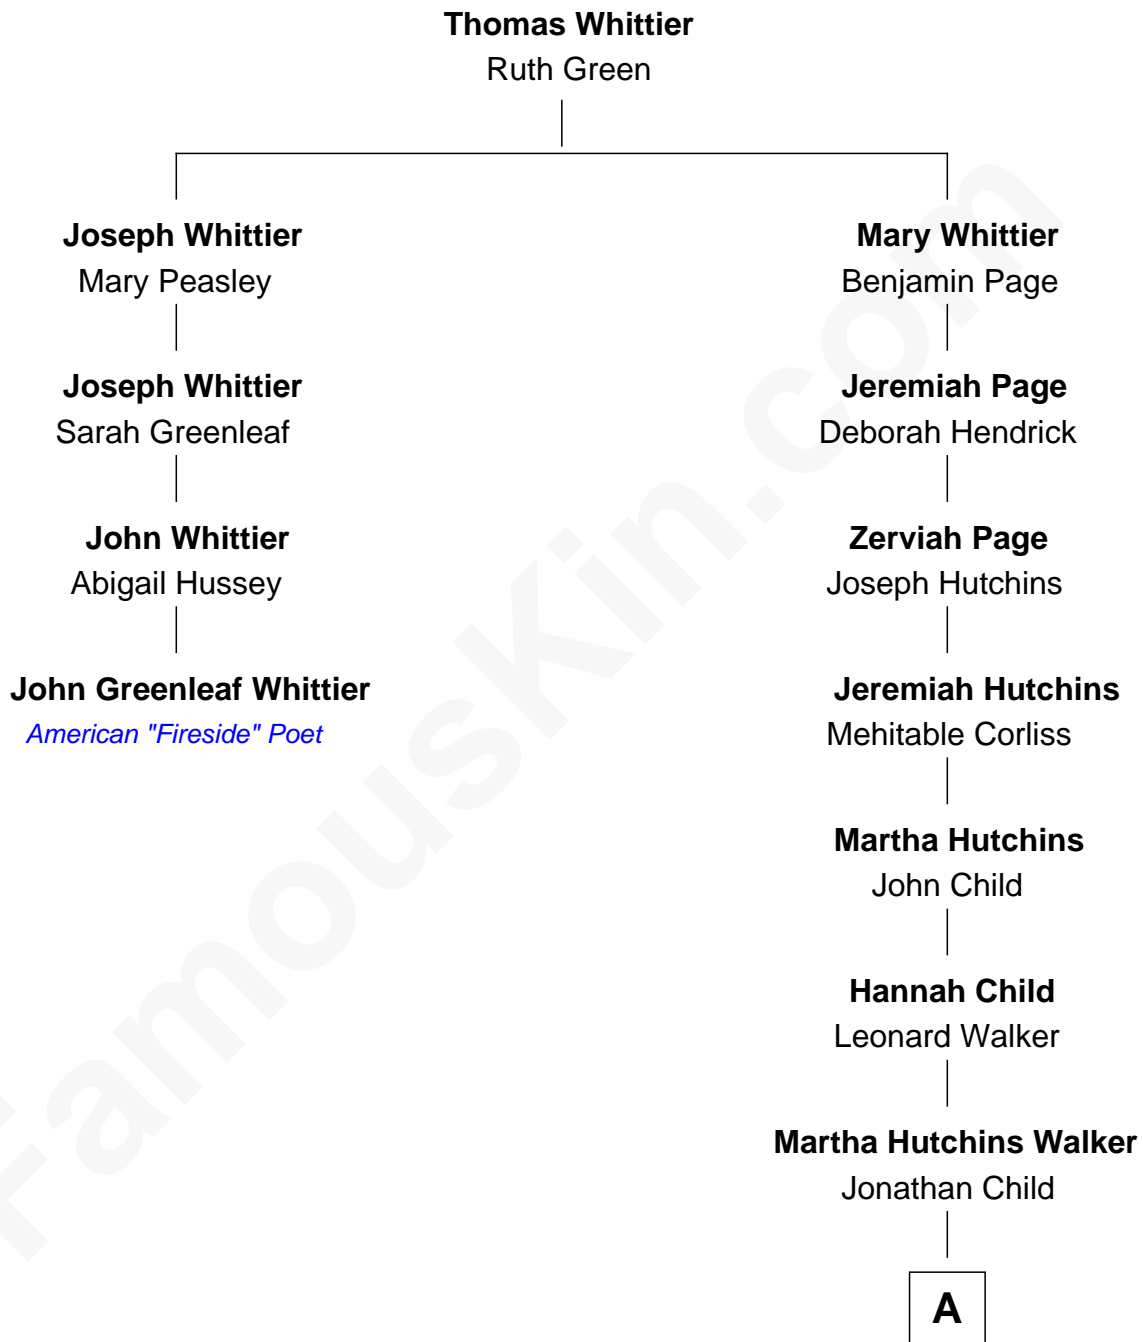 Thomas Whittier
Ruth Green
Joseph Whittier
Mary Peasley
Joseph Whittier
Sarah Greenleaf
John Whittier
Abigail Hussey
John Greenleaf Whittier
American "Fireside" Poet
Mary Whittier
Benjamin Page
Jeremiah Page
Deborah Hendrick
Zerviah Page
Joseph Hutchins
Jeremiah Hutchins
Mehitable Corliss
Martha Hutchins
John Child
Hannah Child
Leonard Walker
Martha Hutchins Walker
Jonathan Child
A
FamousKin.com